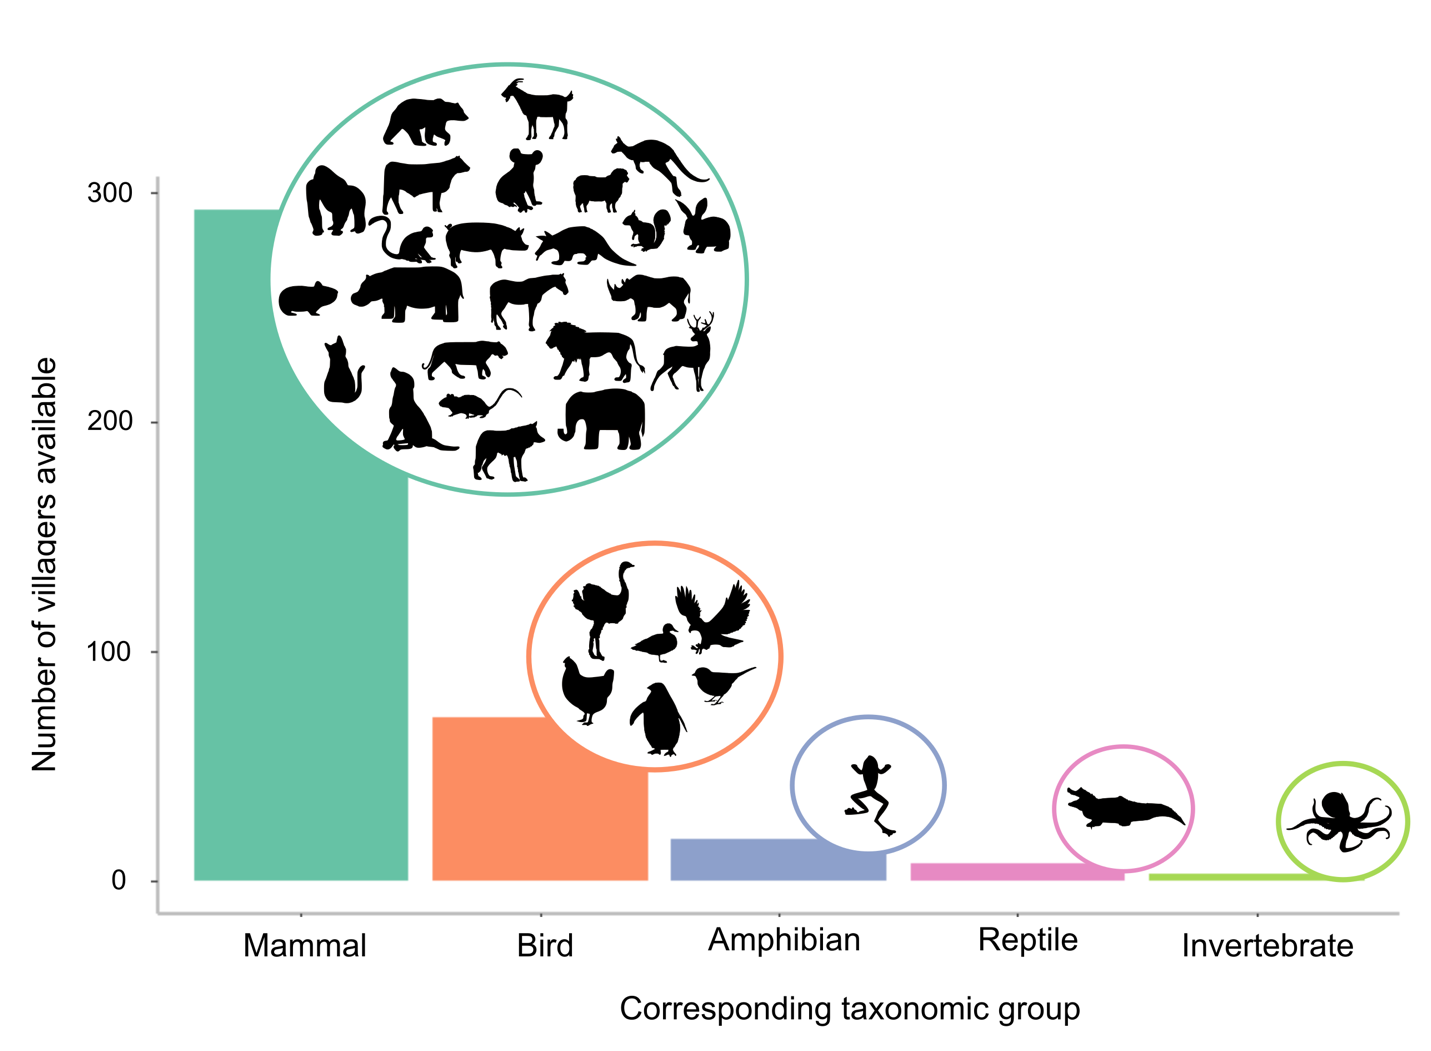 300
200
100
0
Number of villagers available
Mammal
Bird
Amphibian
Reptile
Invertebrate
Corresponding taxonomic group